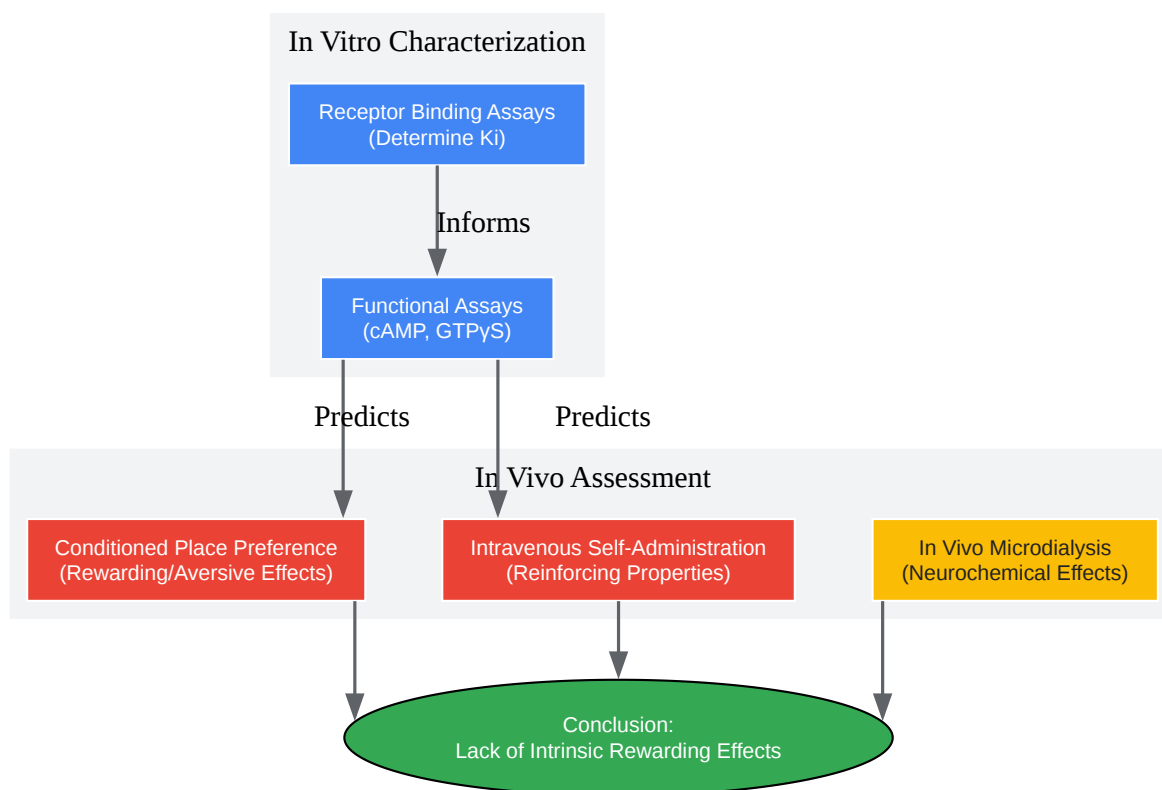 In Vitro Characterization
Receptor Binding Assays
(Determine Ki)
Informs
Functional Assays
(cAMP, GTPγS)
Predicts
Predicts
In Vivo Assessment
Conditioned Place Preference
(Rewarding/Aversive Effects)
Intravenous Self-Administration
(Reinforcing Properties)
In Vivo Microdialysis
(Neurochemical Effects)
Conclusion:
Lack of Intrinsic Rewarding Effects